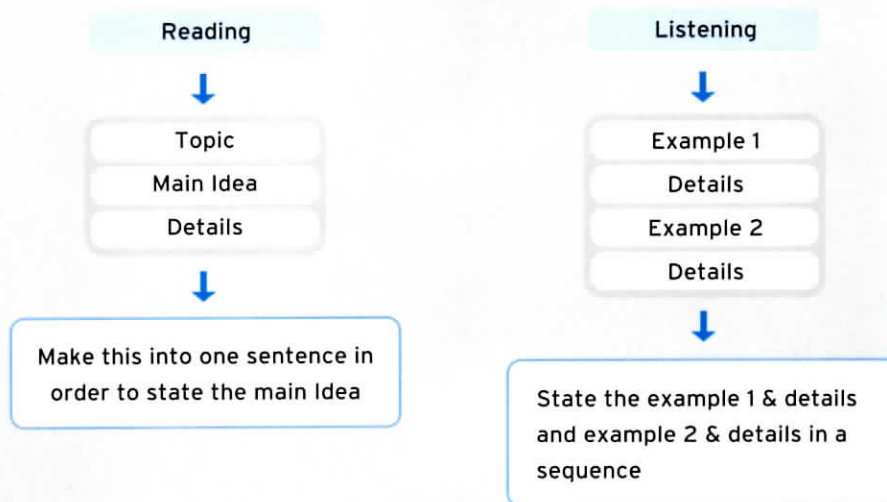 Reading
Topic
Main Idea
Details
Make this into one sentence in
order to state the main Idea
Listening
Example 1
Details
Example 2
Details
State the example 1 & details
and example 2 & details in a
sequence